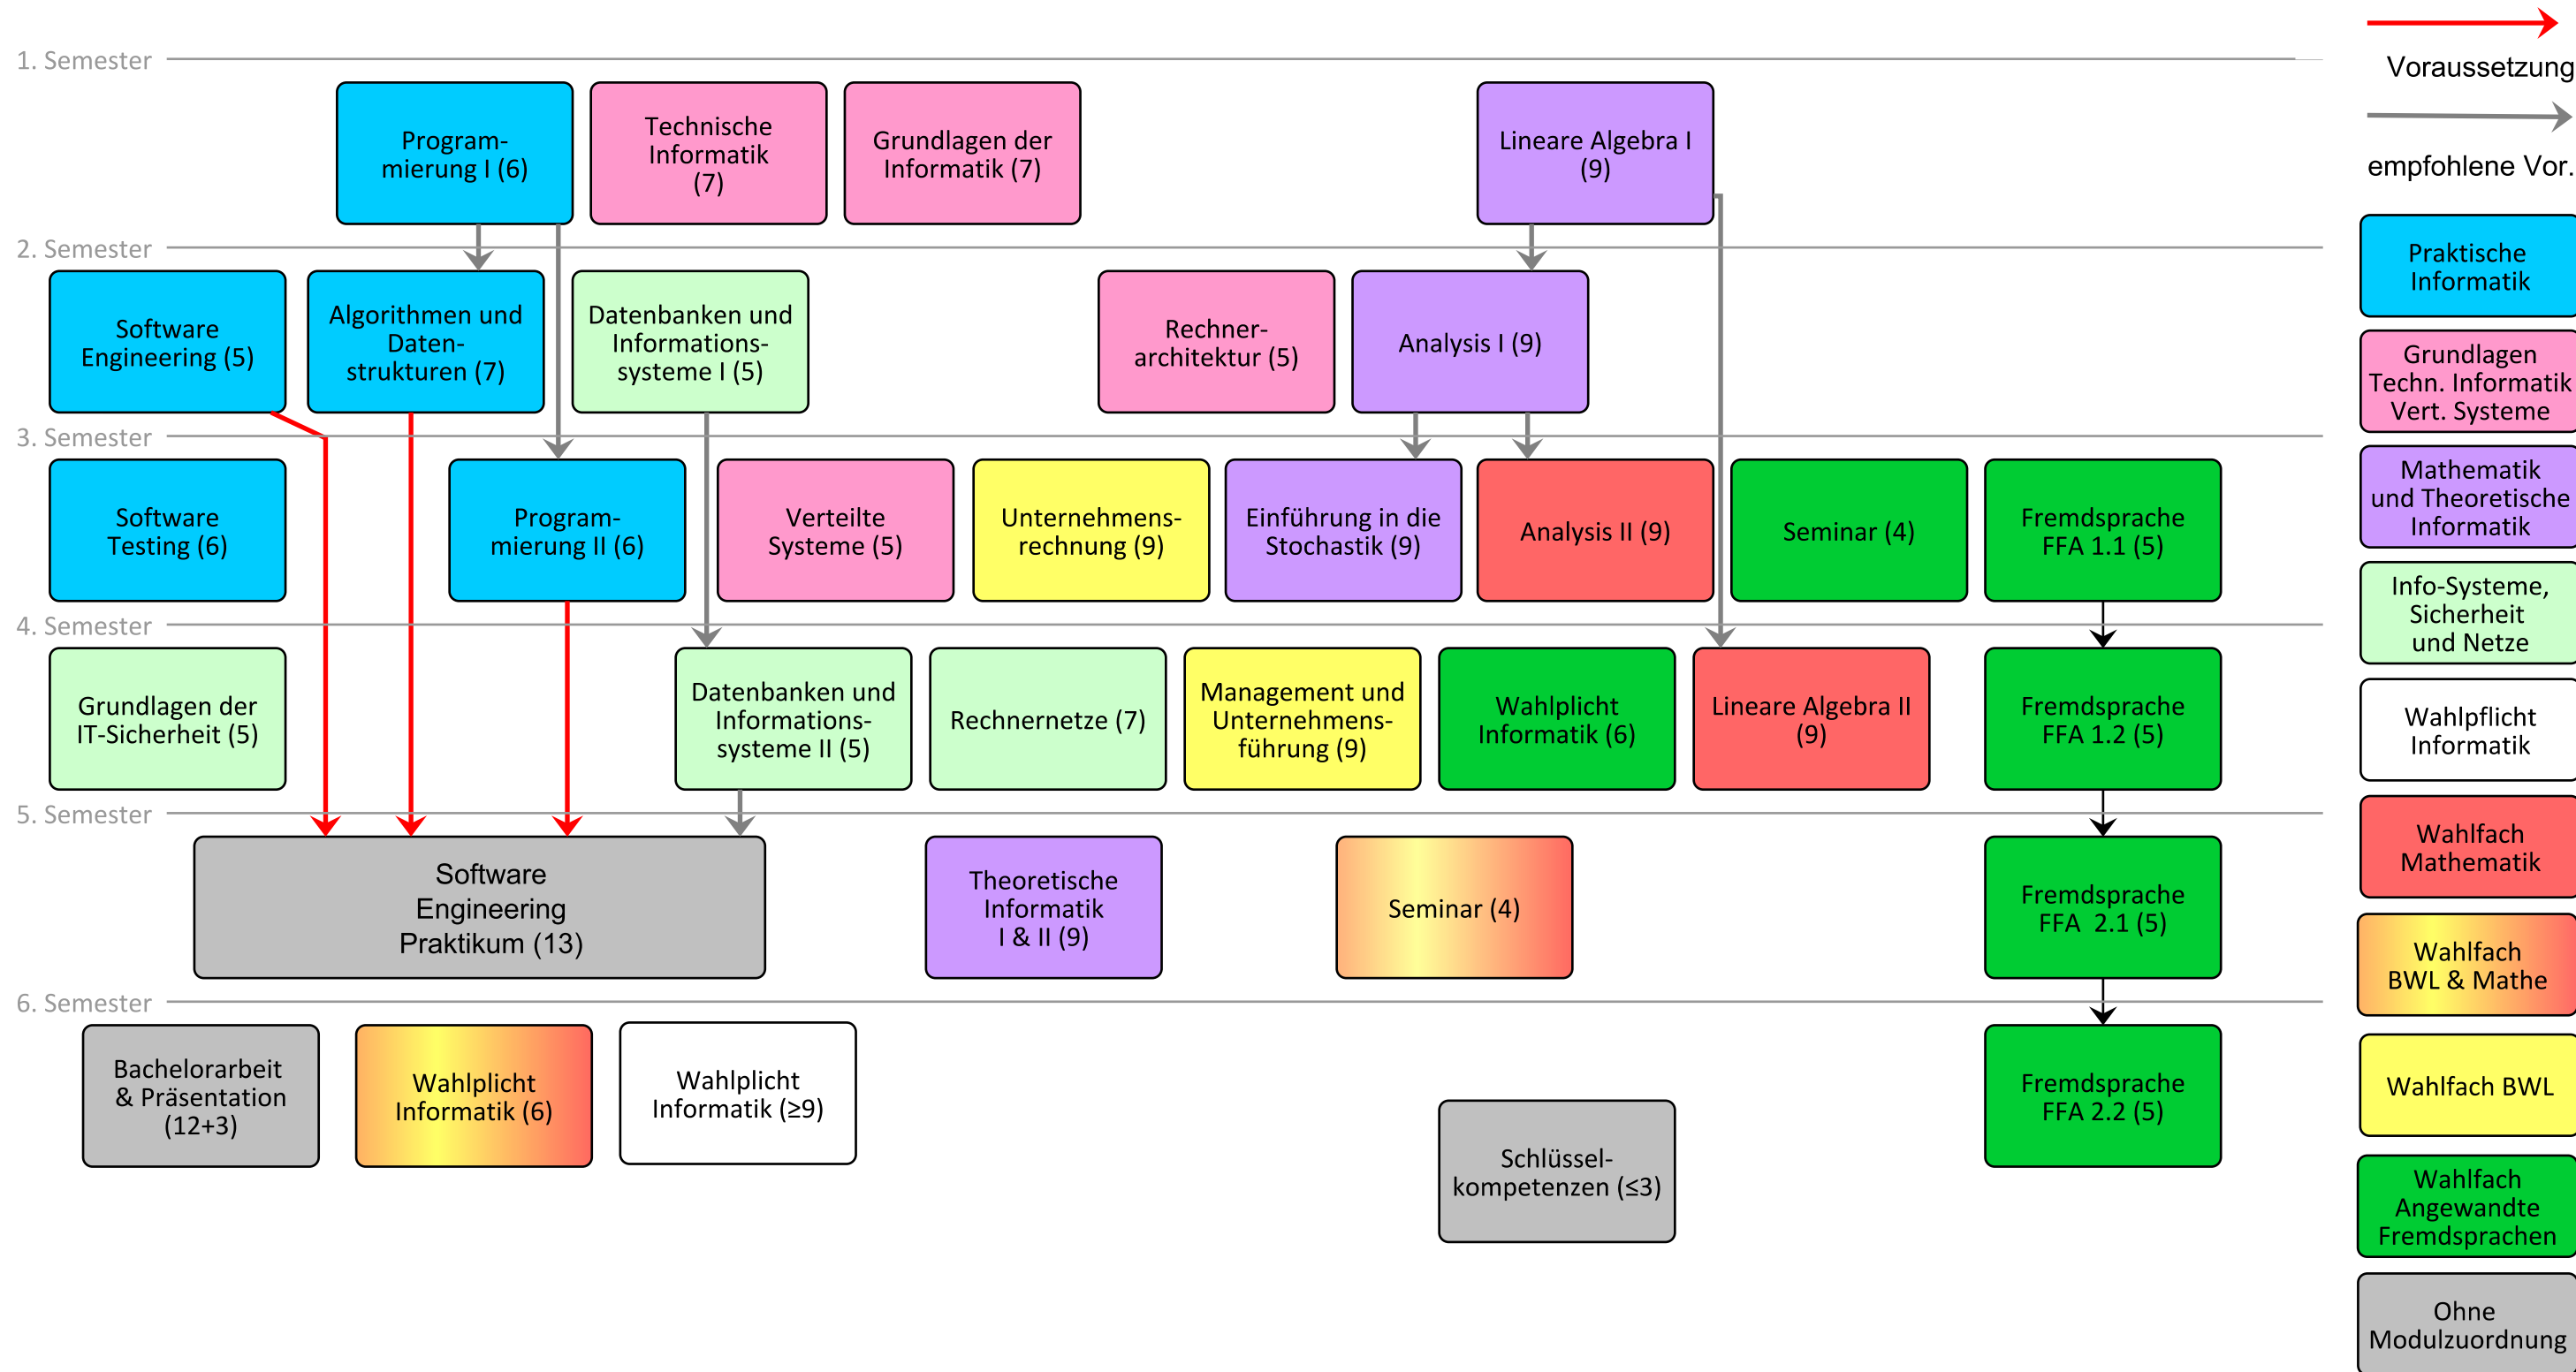 1. Semester
Program-
mierung I (6)
Technische
Informatik
(7)
Grundlagen der
Informatik (7)
Lineare Algebra I
(9)
2. Semester
Software
Engineering (5)
Algorithmen und
Daten-
strukturen (7)
Datenbanken und
Informations-
systeme I (5)
Rechner-
architektur (5)
Analysis I (9)
3. Semester
Software
Testing (6)
Program-
mierung II (6)
Verteilte
Systeme (5)
Unternehmens-
rechnung (9)
Einführung in die
Stochastik (9)
Analysis II (9)
Seminar (4)
Fremdsprache
FFA 1.1 (5)
4. Semester
Grundlagen der
IT-Sicherheit (5)
Datenbanken und
Informations-
systeme II (5)
Rechnernetze (7)
Management und
Unternehmens-
führung (9)
Wahlplicht
Informatik (6)
Lineare Algebra II
(9)
Fremdsprache
FFA 1.2 (5)
5. Semester
Software
Engineering
Praktikum (13)
Theoretische
Informatik
I & II (9)
Seminar (4)
Fremdsprache
FFA 2.1 (5)
6. Semester
Bachelorarbeit
& Präsentation
(12+3)
Wahlplicht
Informatik (6)
Wahlplicht
Informatik (≥9)
Schlüssel-
kompetenzen (≤3)
Fremdsprache
FFA 2.2 (5)
Voraussetzung
empfohlene Vor.
Praktische
Informatik
Grundlagen
Techn. Informatik
Vert. Systeme
Mathematik
und Theoretische
Informatik
Info-Systeme,
Sicherheit
und Netze
Wahlpflicht
Informatik
Wahlfach
Mathematik
Wahlfach
BWL & Mathe
Wahlfach BWL
Wahlfach
Angewandte
Fremdsprachen
Ohne
Modulzuordnung